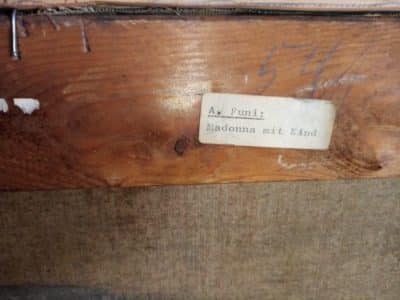 A. Funi:
Madonna mit Kind